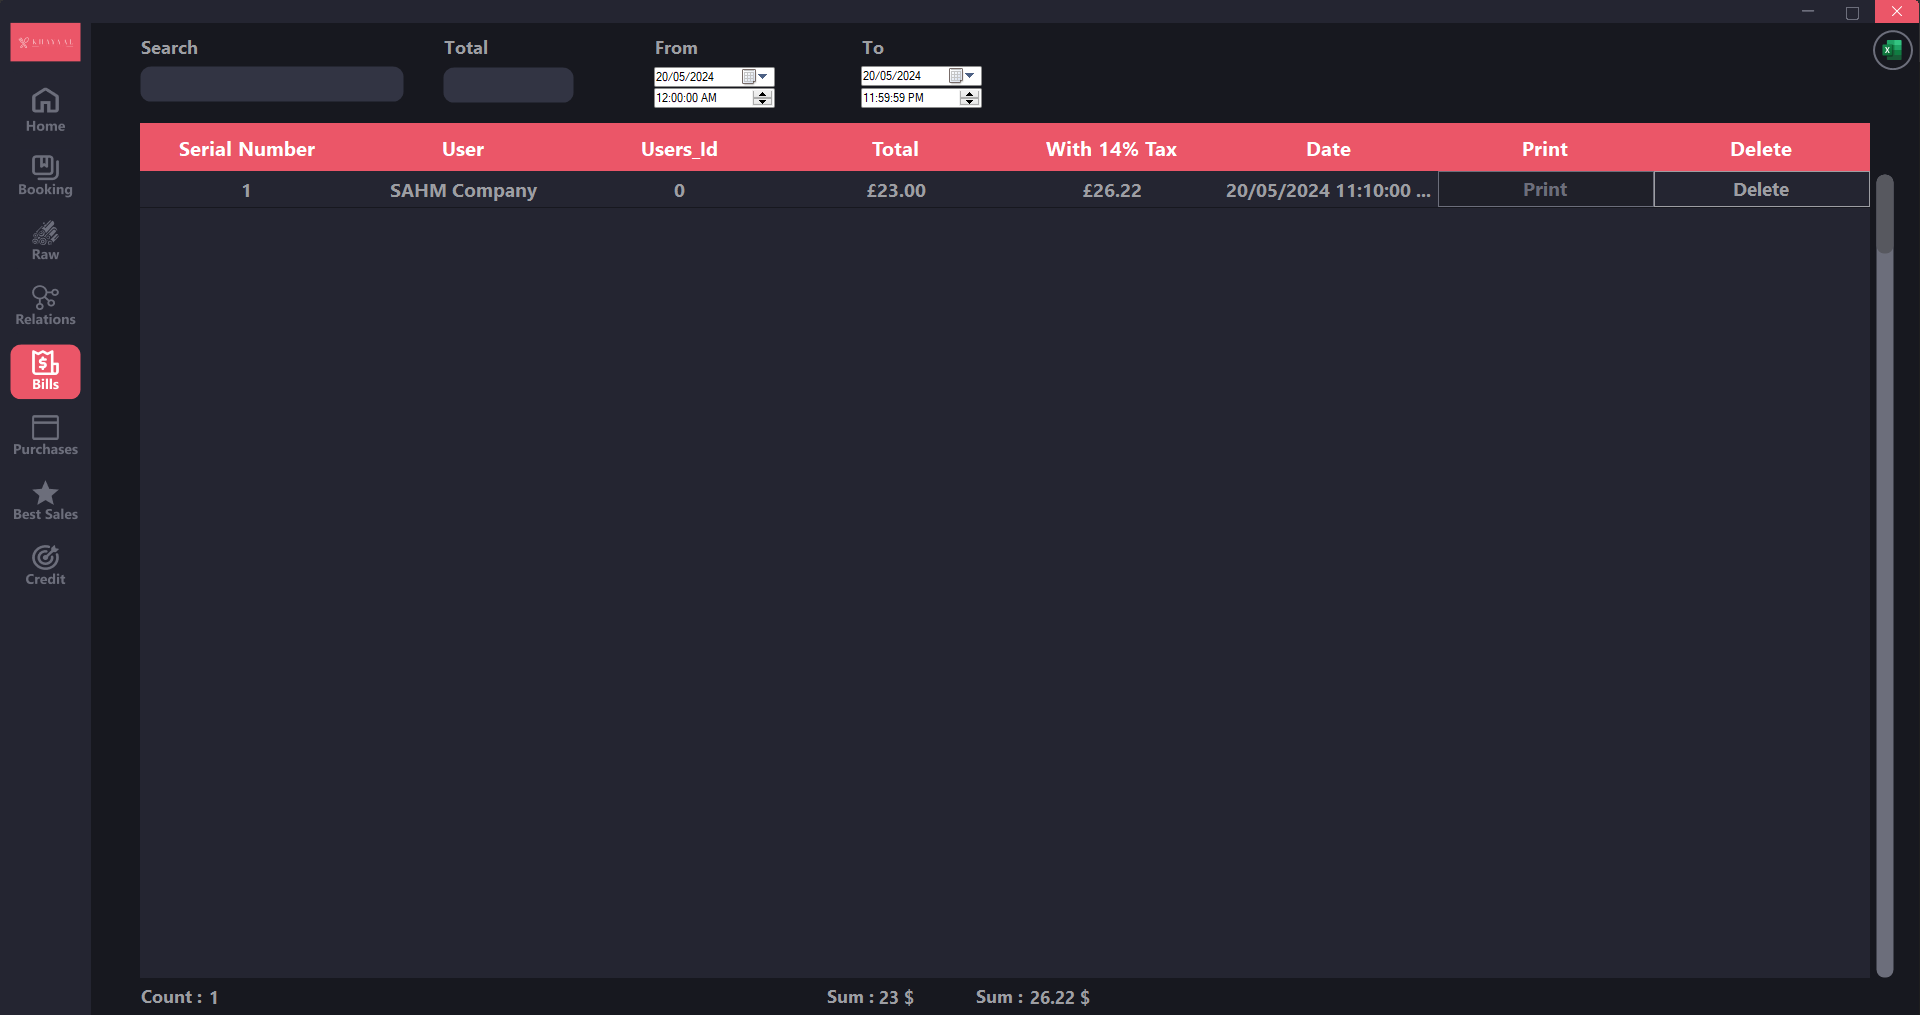 KHAYAAL
Search
Total
From
To
20/05/2024
20/05/2024
12:00:00 AM
11:59:59 PM
Home
Booking
Raw
Relations
Bills
Purchases
Best Sales
Credit
Serial Number User Users_Id Total With 14% Tax Date Print Delete
1 SAHM Company 0 £23.00 £26.22 20/05/2024 11:10:00 ... Print Delete
Count : 1
Sum : 23 $
Sum : 26.22 $